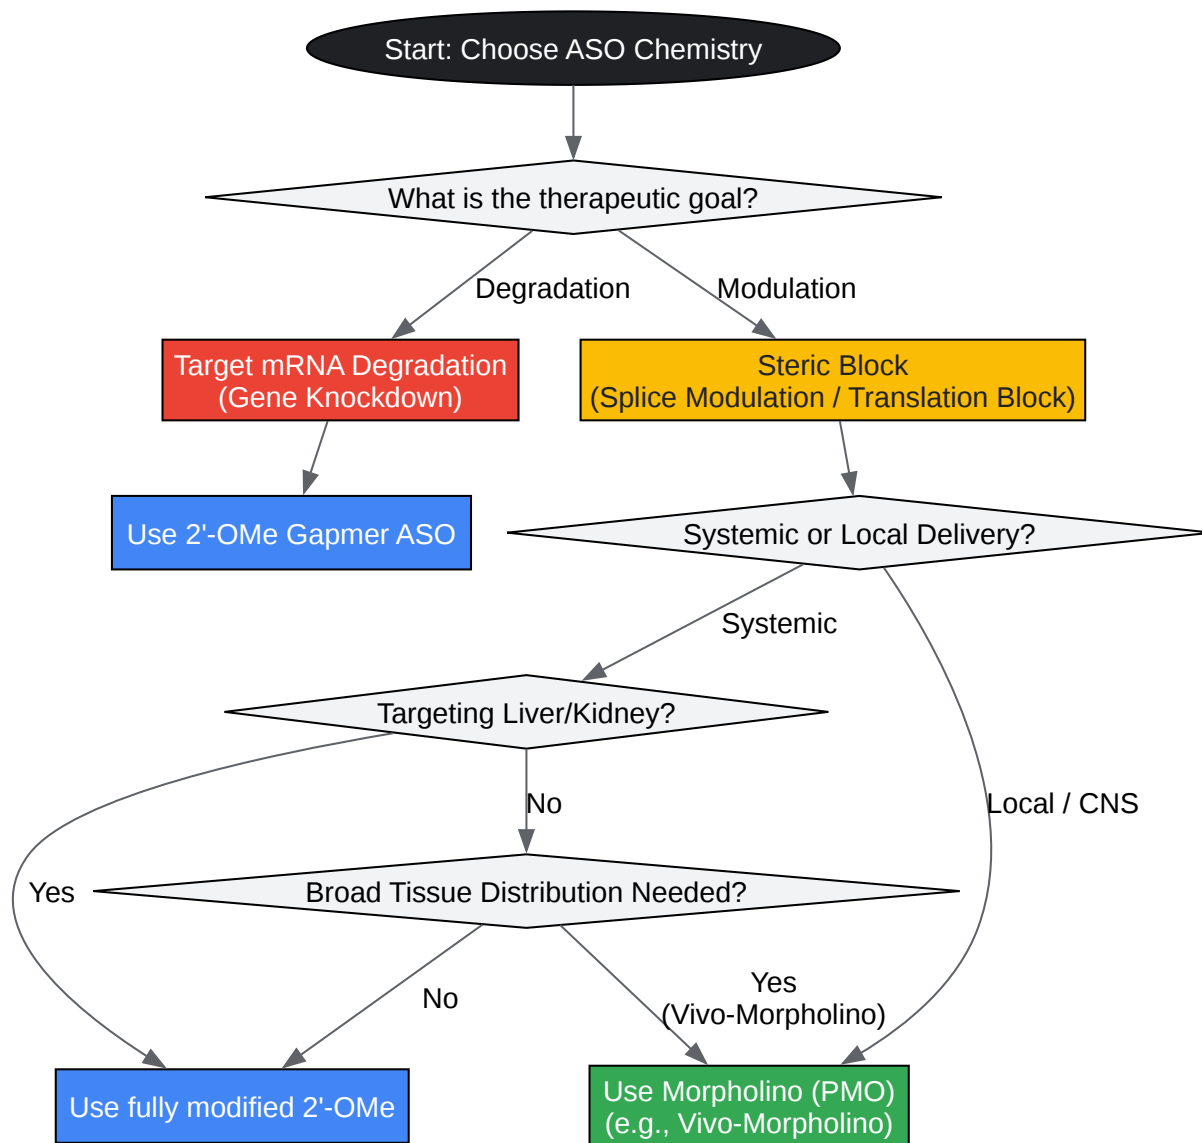 Start: Choose ASO Chemistry
What is the therapeutic goal?
Degradation
Modulation
Target mRNA Degradation
(Gene Knockdown)
Steric Block
(Splice Modulation / Translation Block)
Use 2'-OMe Gapmer ASO
Systemic or Local Delivery?
Systemic
Targeting Liver/Kidney?
No
Local / CNS
Yes
Broad Tissue Distribution Needed?
No
Yes
(Vivo-Morpholino)
Use fully modified 2'-OMe
Use Morpholino (PMO)
(e.g., Vivo-Morpholino)